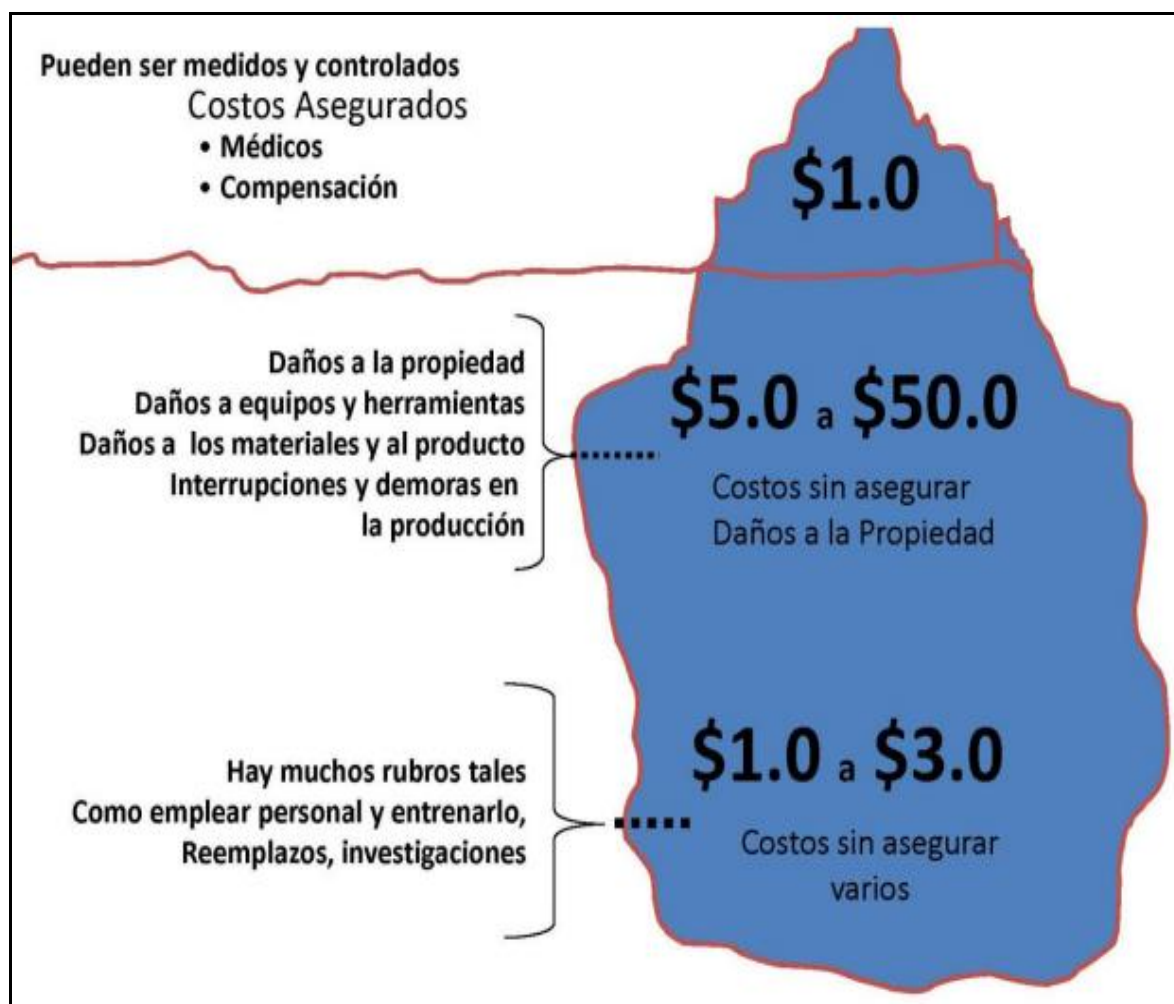 Pueden ser medidos y controlados
Costos Asegurados
• Médicos
• Compensación
$1.0
Daños a la propiedad
Daños a equipos y herramientas
Daños a los materiales y al producto
Interrupciones y demoras en
la producción
$5.0 a $50.0
Costos sin asegurar
Daños a la Propiedad
Hay muchos rubros tales
Como emplear personal y entrenarlo,
Reemplazos, investigaciones
$1.0 a $3.0
Costos sin asegurar
varios